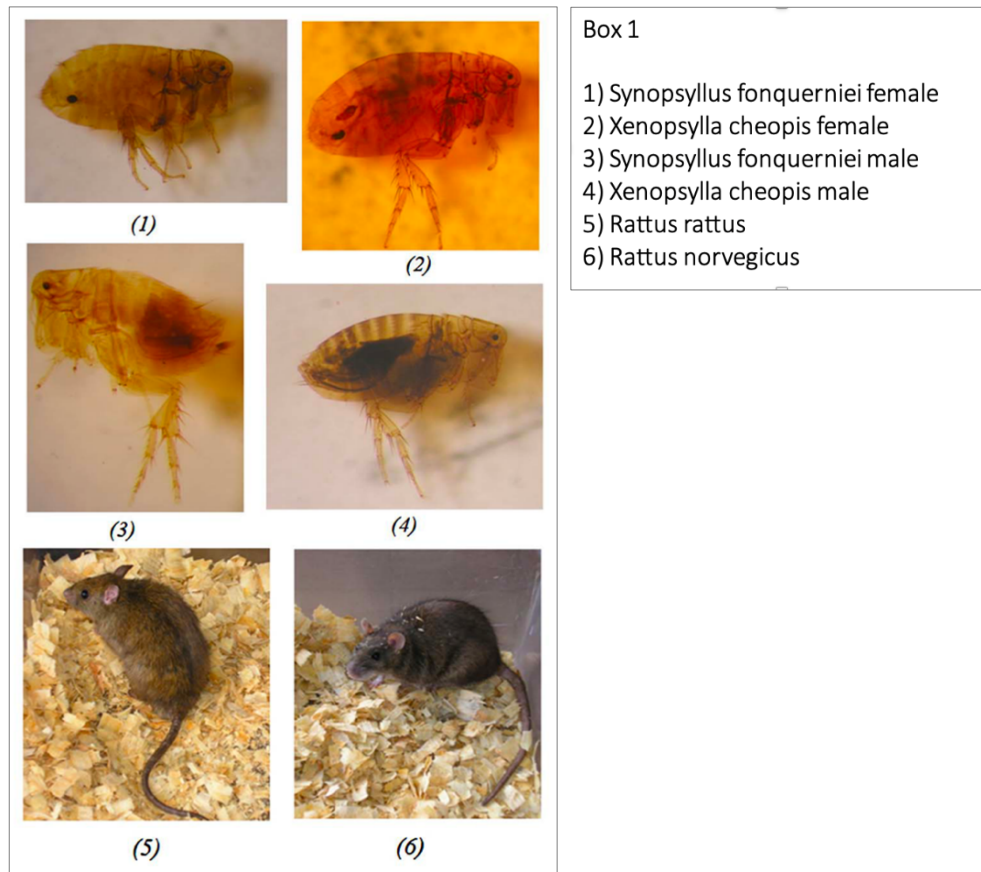 (1)
(2)
(3)
(4)
(5)
(6)
Box 1
1) Synopsyllus fonquerniei female
2) Xenopsylla cheopis female
3) Synopsyllus fonquerniei male
4) Xenopsylla cheopis male
5) Rattus rattus
6) Rattus norvegicus